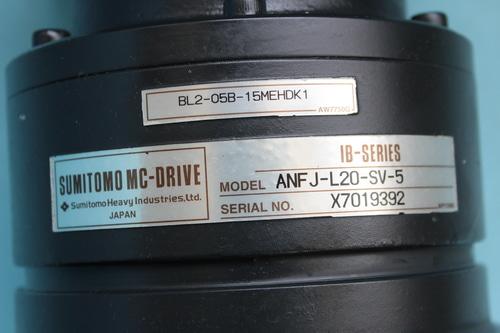 BL2-05B-15MEHDK1
AW7750G
SUMITOMO MC-DRIVE
Sumitomo Heavy Industries, Ltd.
JAPAN
IB-SERIES
MODEL ANFJ-L20-SV-5
SERIAL NO. X7019392